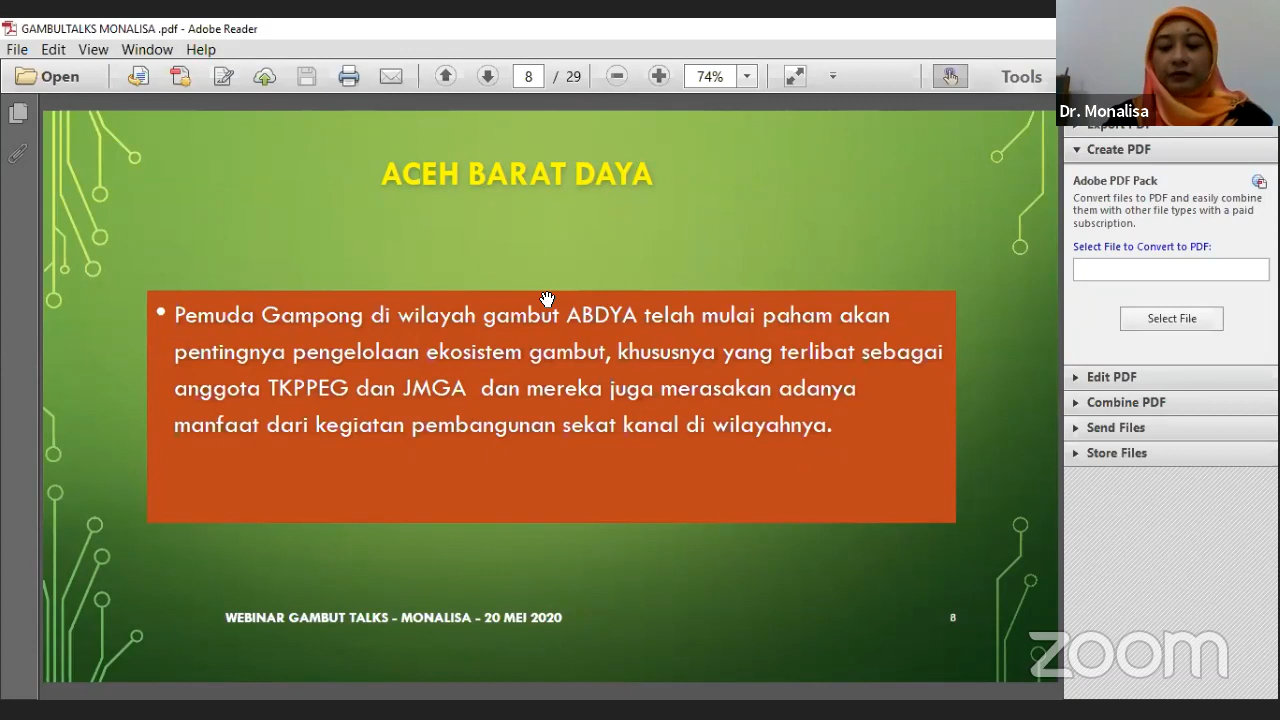 GAMBULTALKS MONALISA .pdf - Adobe Reader
File Edit View Window Help
Open 8 / 29 74% Tools
Dr. Monalisa
Export PDF
Create PDF
Adobe PDF Pack
Convert files to PDF and easily combine
them with other file types with a paid
subscription.
Select File to Convert to PDF:
Select File
Edit PDF
Combine PDF
Send Files
Store Files
ACEH BARAT DAYA
• Pemuda Gampong di wilayah gambut ABDYA telah mulai paham akan
pentingnya pengelolaan ekosistem gambut, khususnya yang terlibat sebagai
anggota TKPPEG dan JMGA dan mereka juga merasakan adanya
manfaat dari kegiatan pembangunan sekat kanal di wilayahnya.
WEBINAR GAMBUT TALKS - MONALISA - 20 MEI 2020
8
zoom